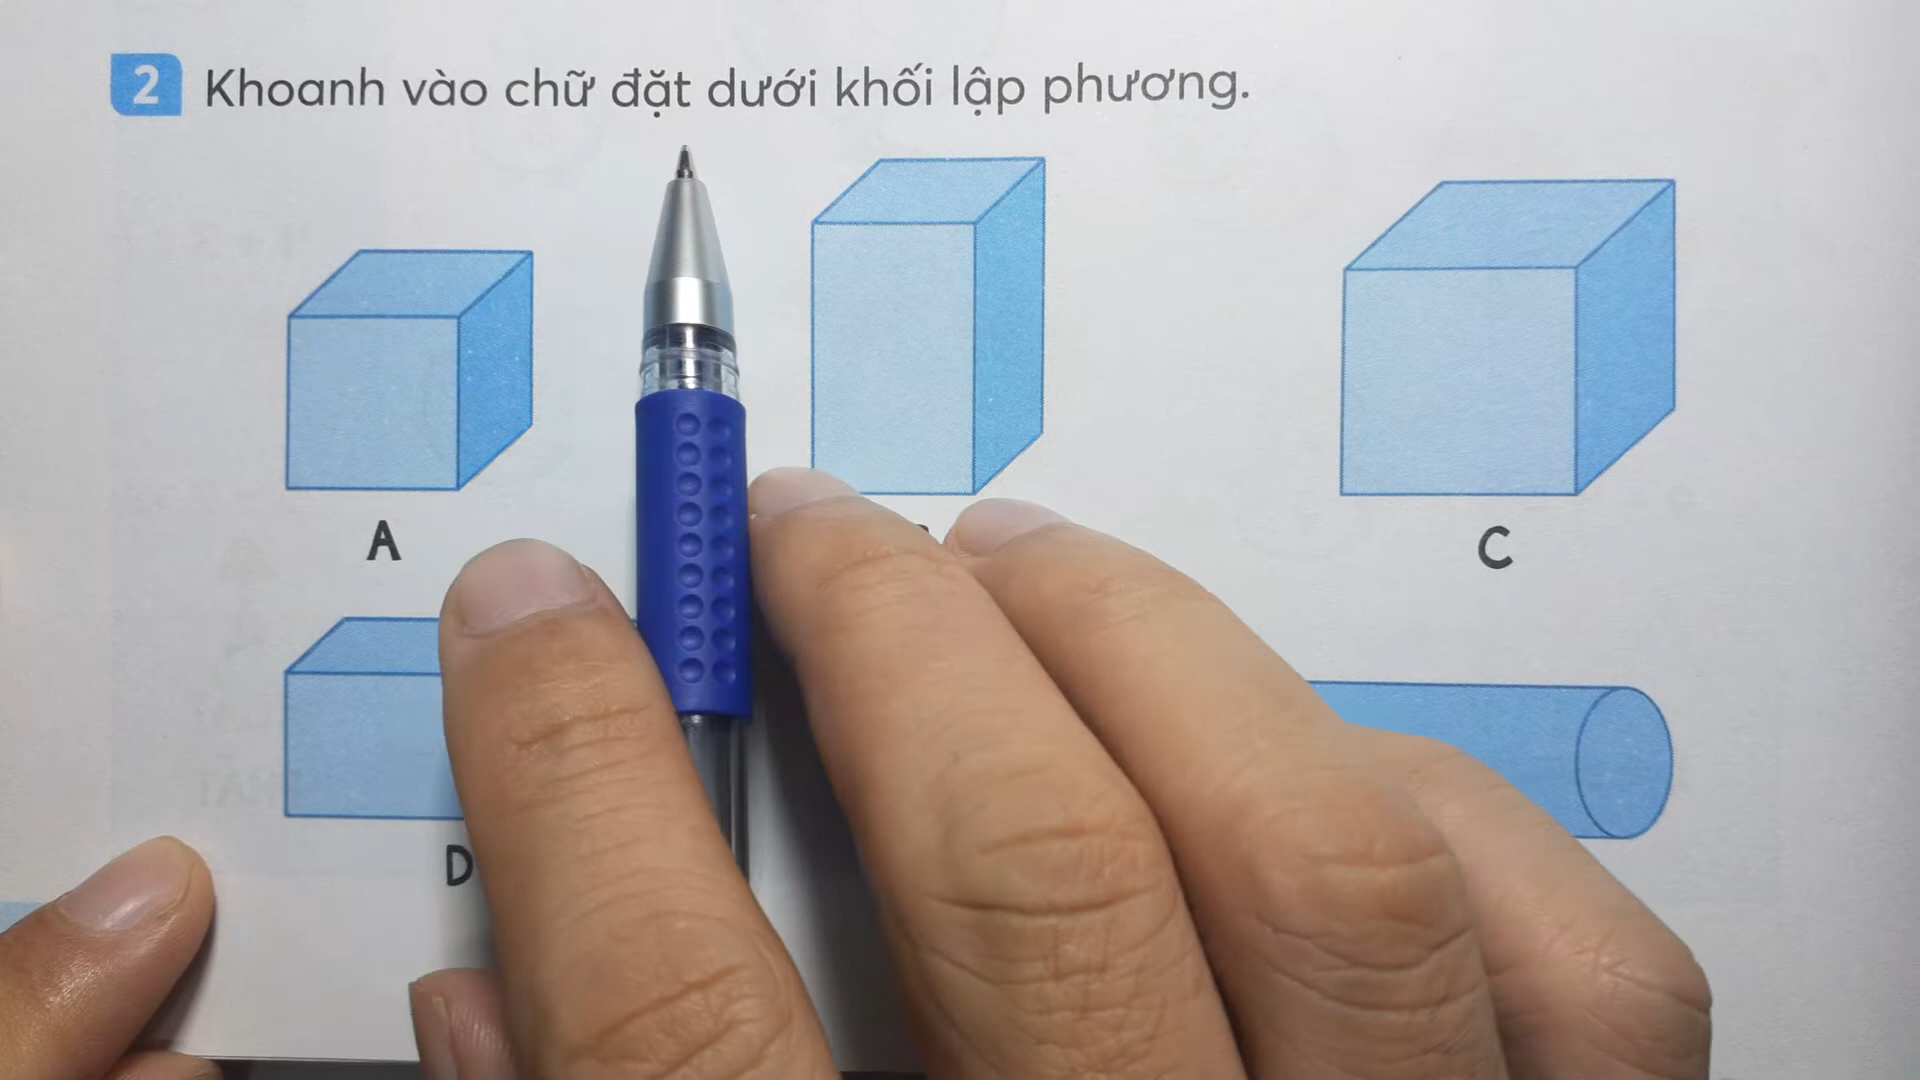 2 Khoanh vào chữ đặt dưới khối lập phương.
A
C
D